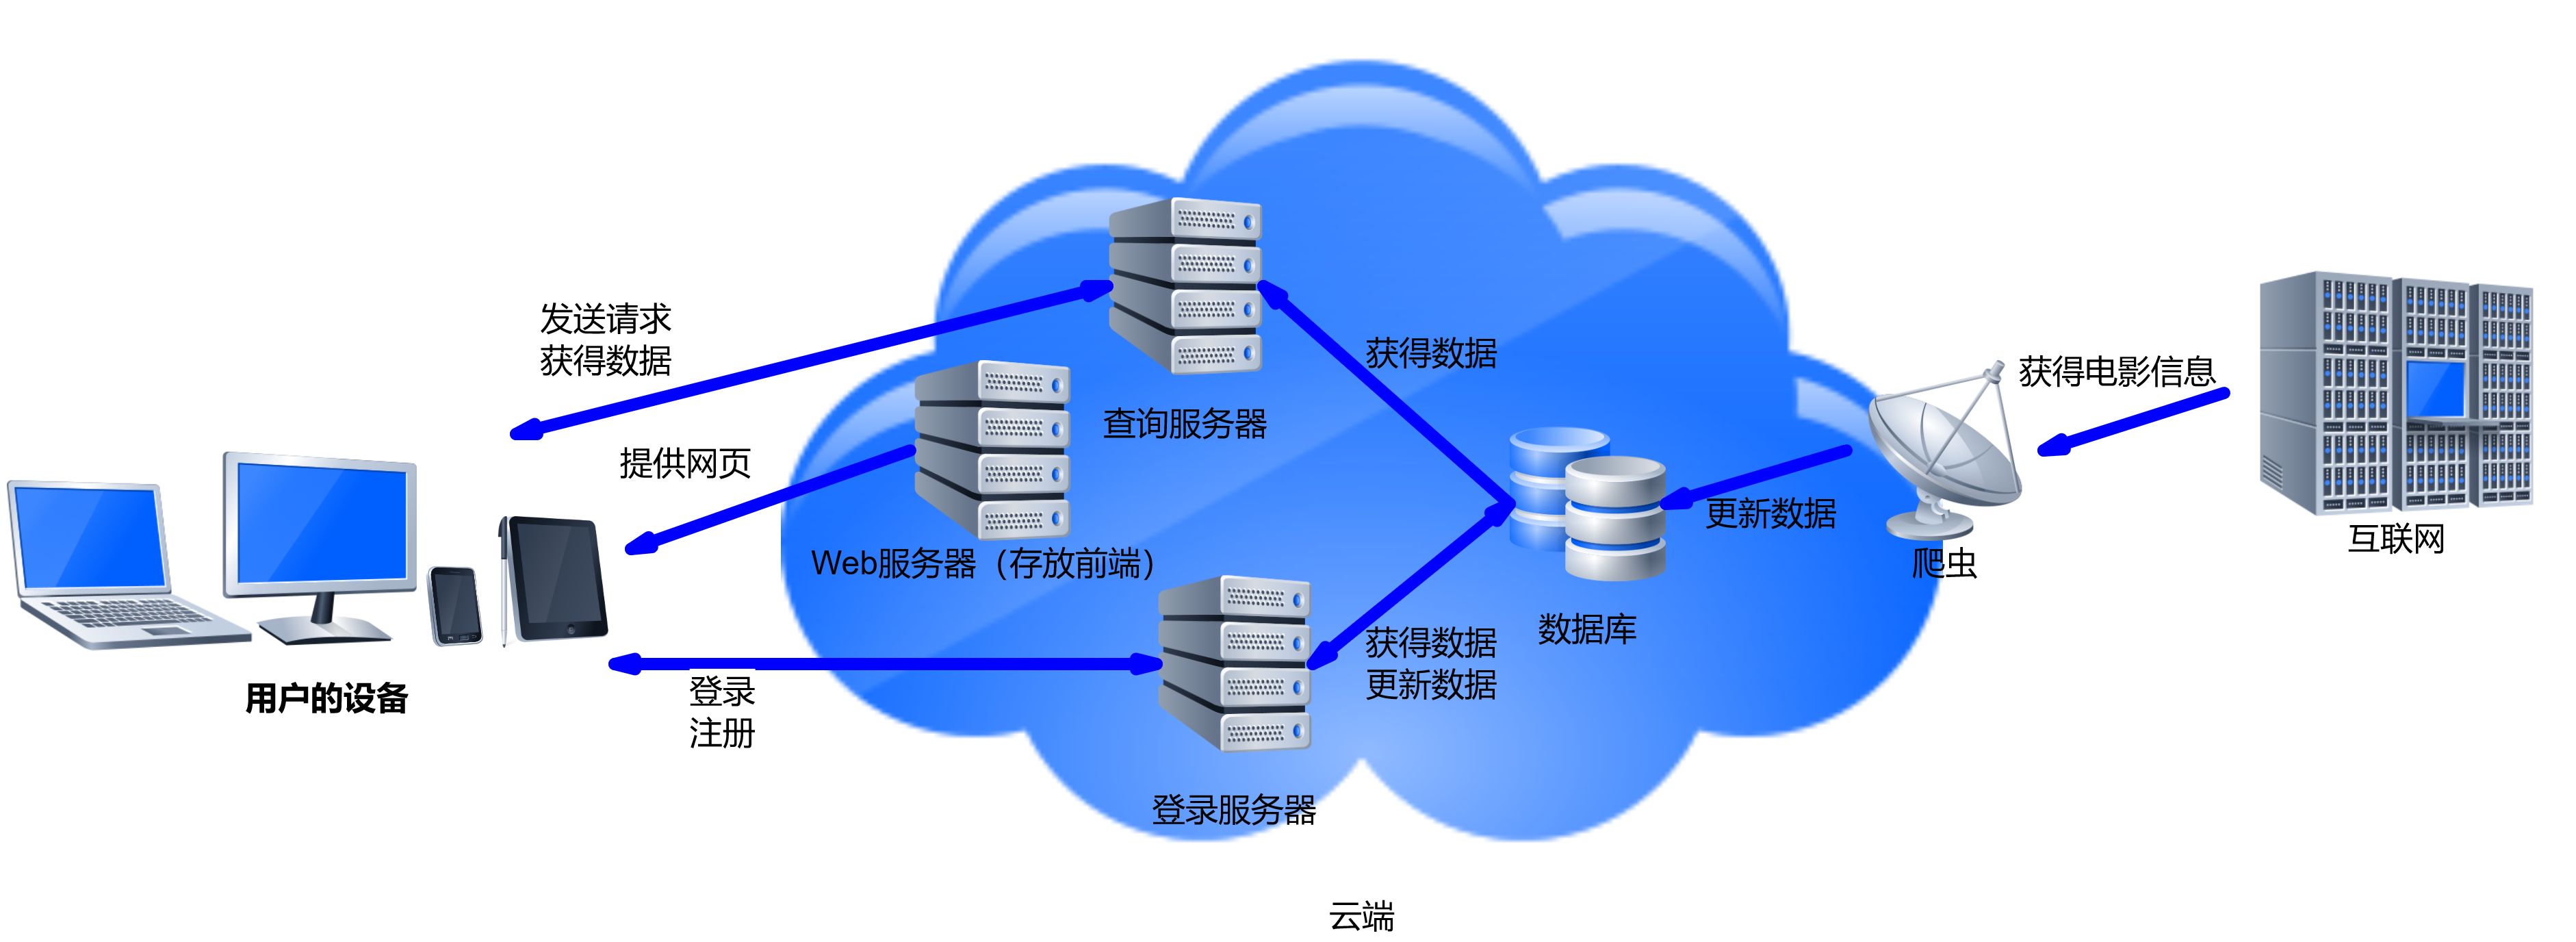 发送请求
获得数据
提供网页
用户的设备
登录
注册
查询服务器
Web服务器（存放前端）
登录服务器
获得数据
获得数据
更新数据
数据库
更新数据
爬虫
获得电影信息
互联网
云端